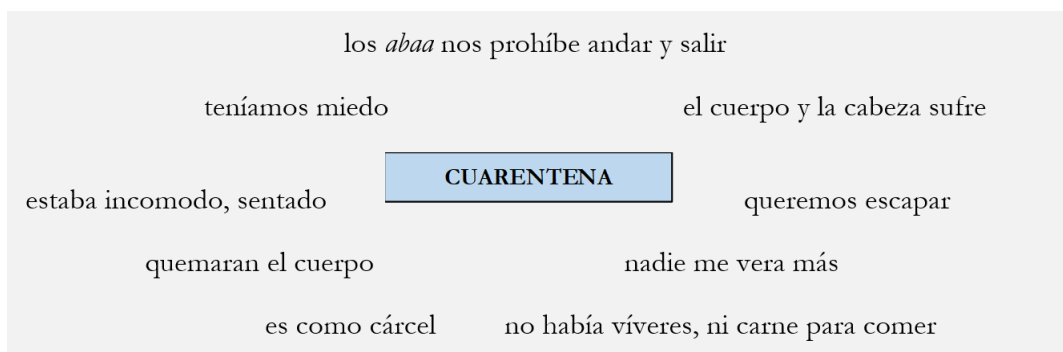 los abaa nos prohíbe andar y salir
teníamos miedo
el cuerpo y la cabeza sufre
CUARENTENA
estaba incomodo, sentado
queremos escapar
quemaran el cuerpo
nadie me vera más
es como cárcel
no había víveres, ni carne para comer